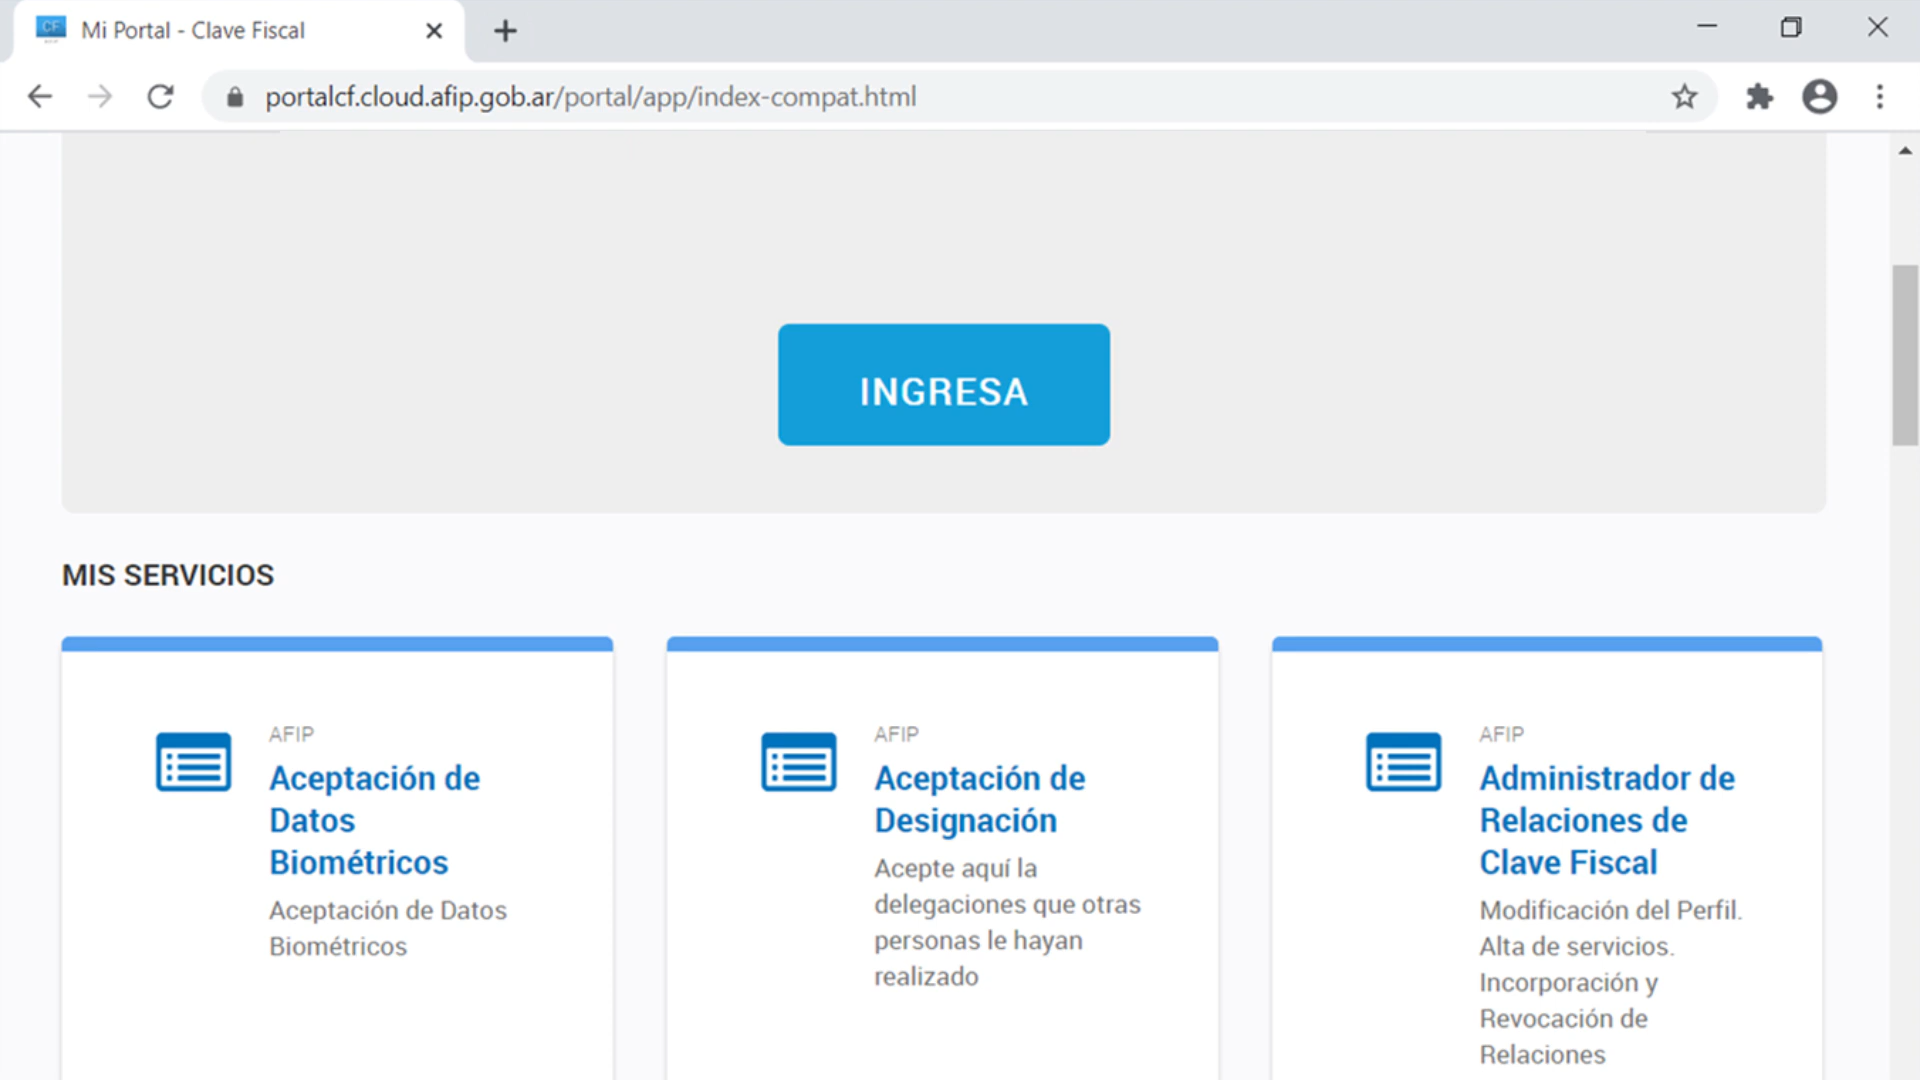 CF
Mi Portal - Clave Fiscal
portalcf.cloud.afip.gob.ar/portal/app/index-compat.html
INGRESA
MIS SERVICIOS
AFIP
Aceptación de
Datos
Biométricos
Aceptación de Datos
Biométricos
AFIP
Aceptación de
Designación
Acepte aquí la
delegaciones que otras
personas le hayan
realizado
AFIP
Administrador de
Relaciones de
Clave Fiscal
Modificación del Perfil.
Alta de servicios.
Incorporación y
Revocación de
Relaciones